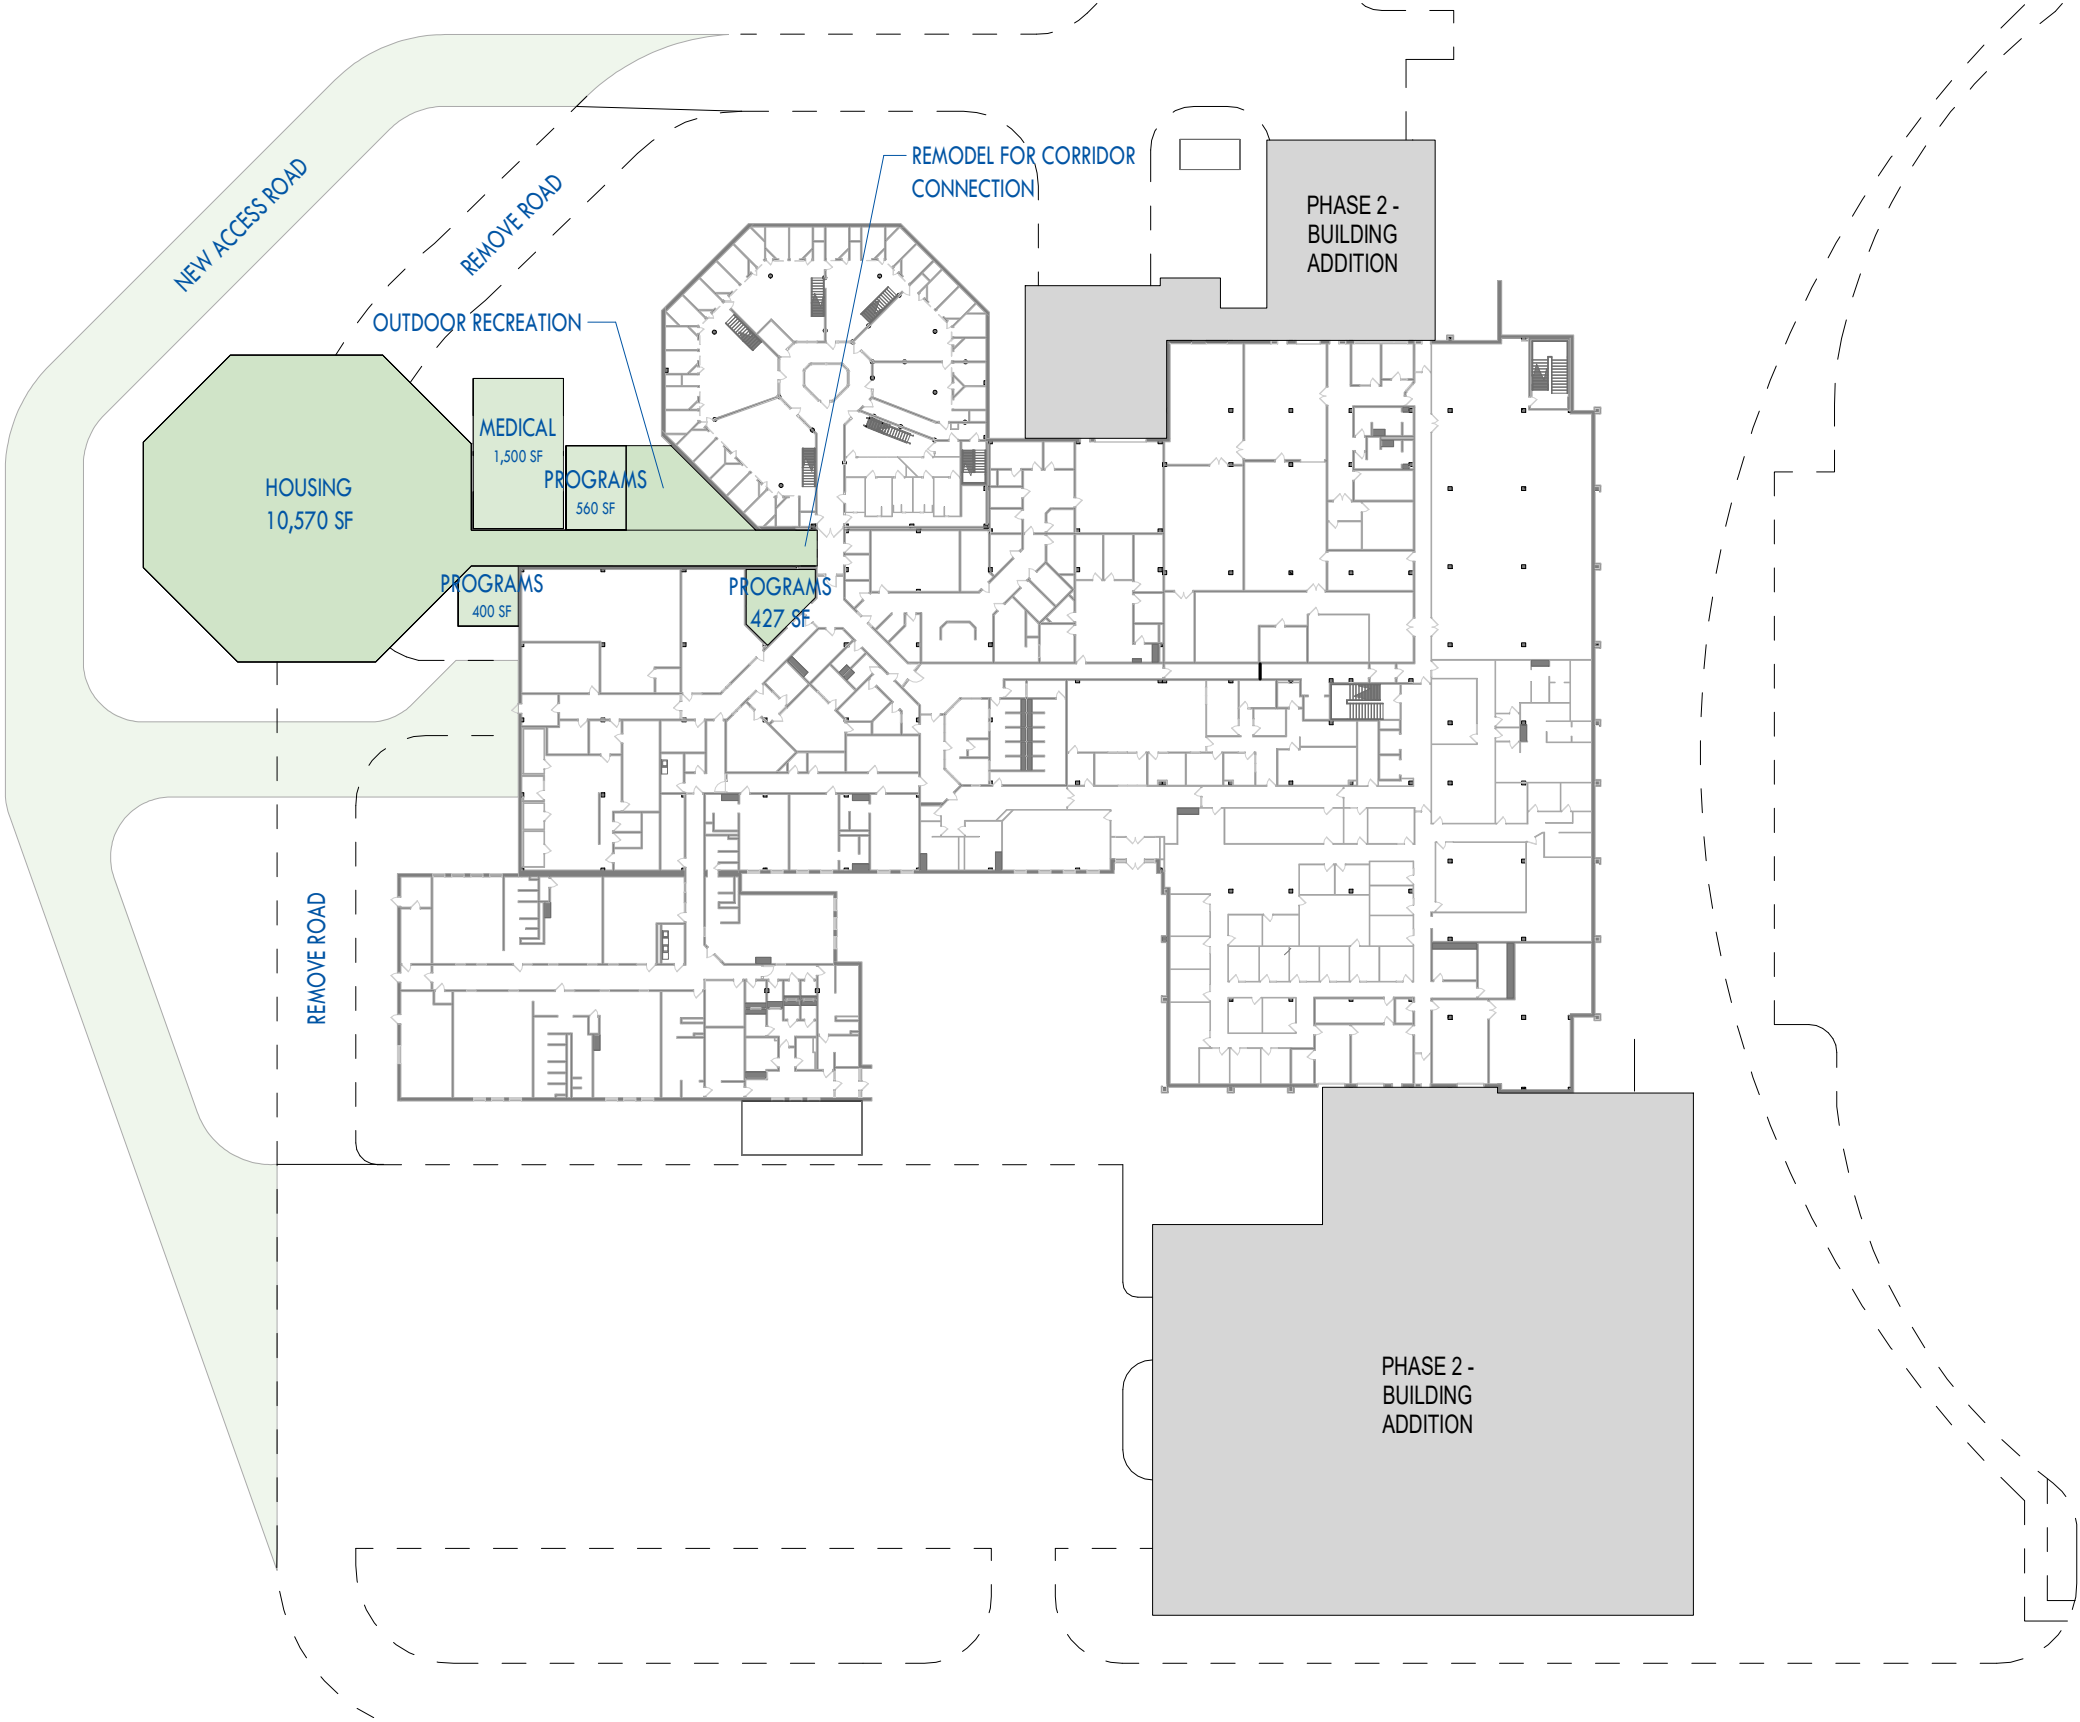 REMODEL FOR CORRIDOR
CONNECTION
NEW ACCESS ROAD
REMOVE ROAD
PHASE 2 -
BUILDING
ADDITION
OUTDOOR RECREATION
MEDICAL
1,500 SF
PROGRAMS
560 SF
HOUSING
10,570 SF
PROGRAMS
400 SF
PROGRAMS
427 SF
REMOVE ROAD
PHASE 2 -
BUILDING
ADDITION